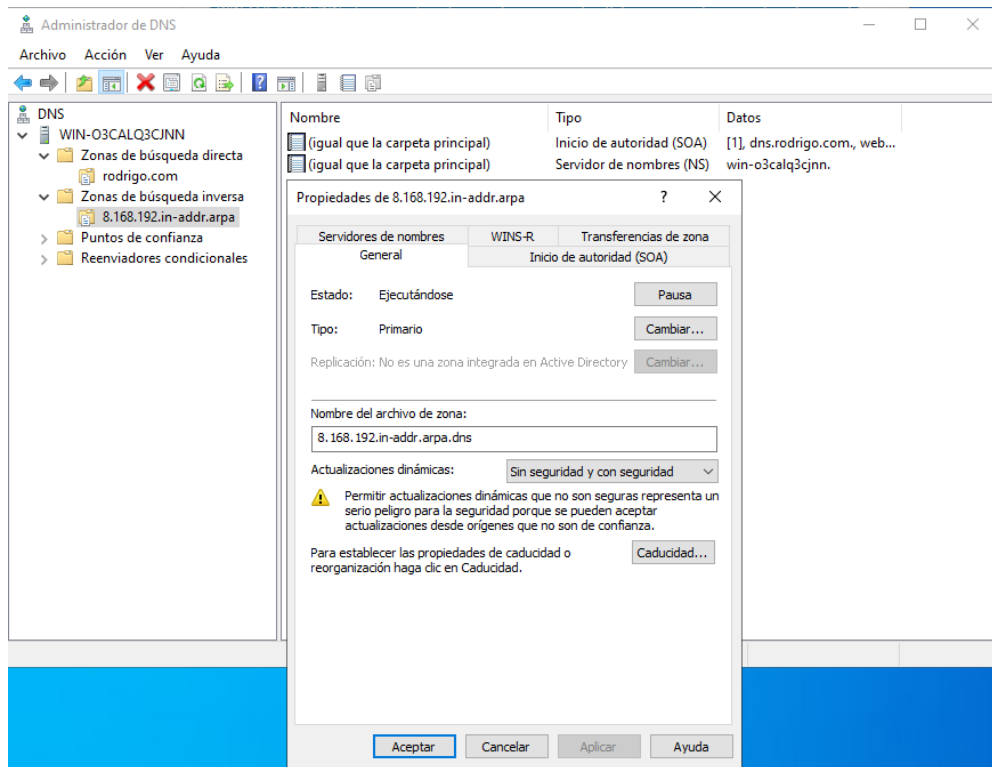 Administrador de DNS
Archivo Acción Ver Ayuda
DNS
WIN-O3CALQ3CJNN
Zonas de búsqueda directa
rodrigo.com
Zonas de búsqueda inversa
8.168.192.in-addr.arpa
Puntos de confianza
Reenviadores condicionales
Nombre Tipo Datos
(igual que la carpeta principal) Inicio de autoridad (SOA) [1], dns.rodrigo.com., web...
(igual que la carpeta principal) Servidor de nombres (NS) win-o3calq3cjnn.
Propiedades de 8.168.192.in-addr.arpa ?
Servidores de nombres WINS-R Transferencias de zona
General Inicio de autoridad (SOA)
Estado: Ejecutándose Pausa
Tipo: Primario Cambiar...
Replicación: No es una zona integrada en Active Directory Cambiar...
Nombre del archivo de zona:
8.168.192.in-addr.arpa.dns
Actualizaciones dinámicas: Sin seguridad y con seguridad
Permitir actualizaciones dinámicas que no son seguras representa un
serio peligro para la seguridad porque se pueden aceptar
actualizaciones desde orígenes que no son de confianza.
Para establecer las propiedades de caducidad o Caducidad...
reorganización haga clic en Caducidad.
Aceptar Cancelar Aplicar Ayuda